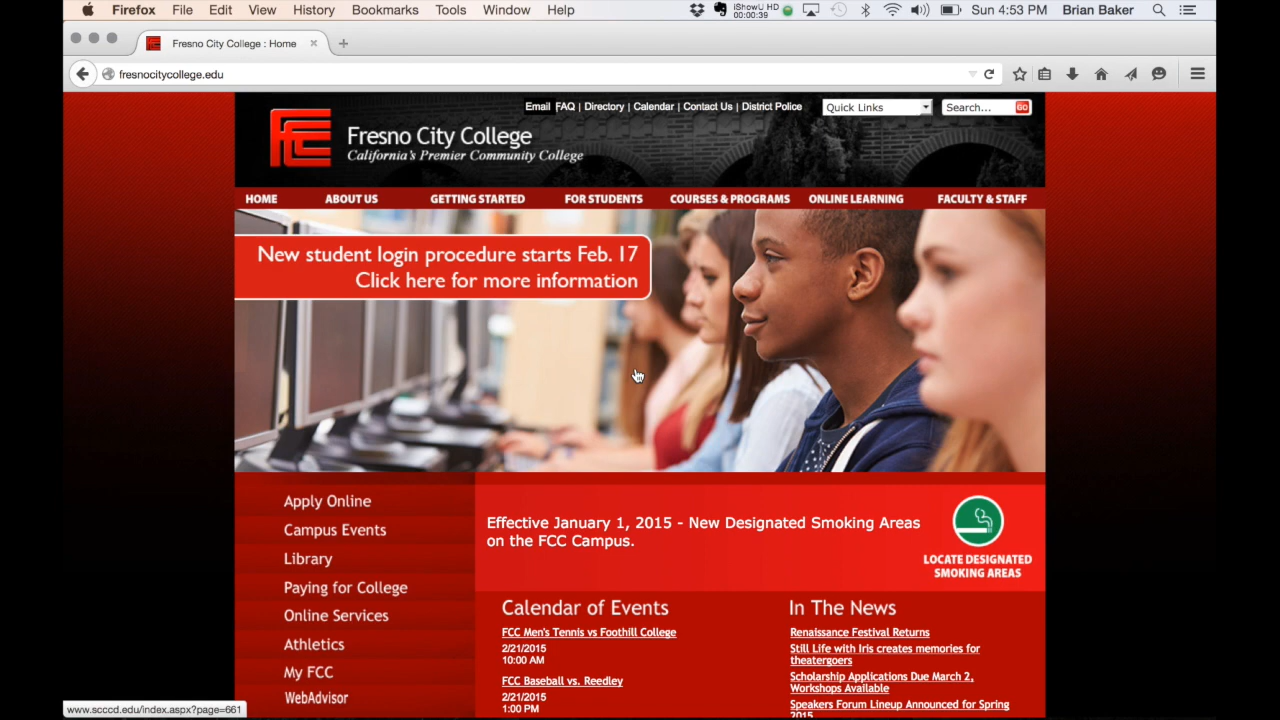 Firefox File Edit View History Bookmarks Tools Window Help iShowU HD 00:00:39 Sun 4:53 PM Brian Baker
Fresno City College : Home
fresnocitycollege.edu
Email FAQ | Directory | Calendar | Contact Us | District Police Quick Links Search... GO
FCC
Fresno City College
California's Premier Community College
HOME ABOUT US GETTING STARTED FOR STUDENTS COURSES & PROGRAMS ONLINE LEARNING FACULTY & STAFF
New student login procedure starts Feb. 17
Click here for more information
Apply Online
Campus Events
Library
Paying for College
Online Services
Athletics
My FCC
WebAdvisor
Effective January 1, 2015 - New Designated Smoking Areas
on the FCC Campus.
LOCATE DESIGNATED
SMOKING AREAS
Calendar of Events
FCC Men's Tennis vs Foothill College
2/21/2015
10:00 AM
FCC Baseball vs. Reedley
2/21/2015
1:00 PM
In The News
Renaissance Festival Returns
Still Life with Iris creates memories for
theatergoers
Scholarship Applications Due March 2,
Workshops Available
Speakers Forum Lineup Announced for Spring
2015
www.scccd.edu/index.aspx?page=661